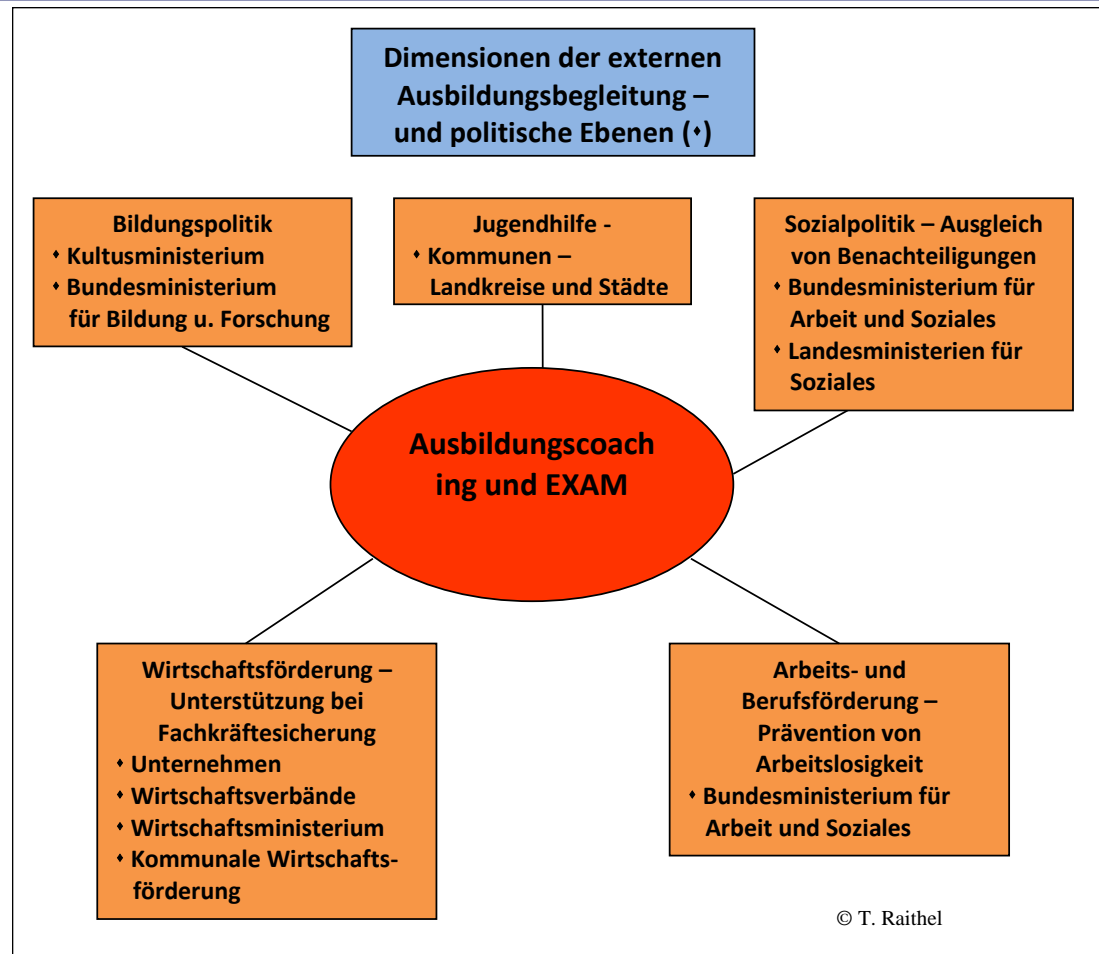 Dimensionen der externen
Ausbildungsbegleitung –
und politische Ebenen (⬧)
Bildungspolitik
⬧ Kultusministerium
⬧ Bundesministerium
für Bildung u. Forschung
Jugendhilfe -
⬧ Kommunen –
Landkreise und Städte
Sozialpolitik – Ausgleich
von Benachteiligungen
⬧ Bundesministerium für
Arbeit und Soziales
⬧ Landesministerien für
Soziales
Ausbildungscoach
ing und EXAM
Wirtschaftsförderung –
Unterstützung bei
Fachkräftesicherung
⬧ Unternehmen
⬧ Wirtschaftsverbände
⬧ Wirtschaftsministerium
⬧ Kommunale Wirtschafts-
förderung
Arbeits- und
Berufsförderung –
Prävention von
Arbeitslosigkeit
⬧ Bundesministerium für
Arbeit und Soziales
© T. Raithel